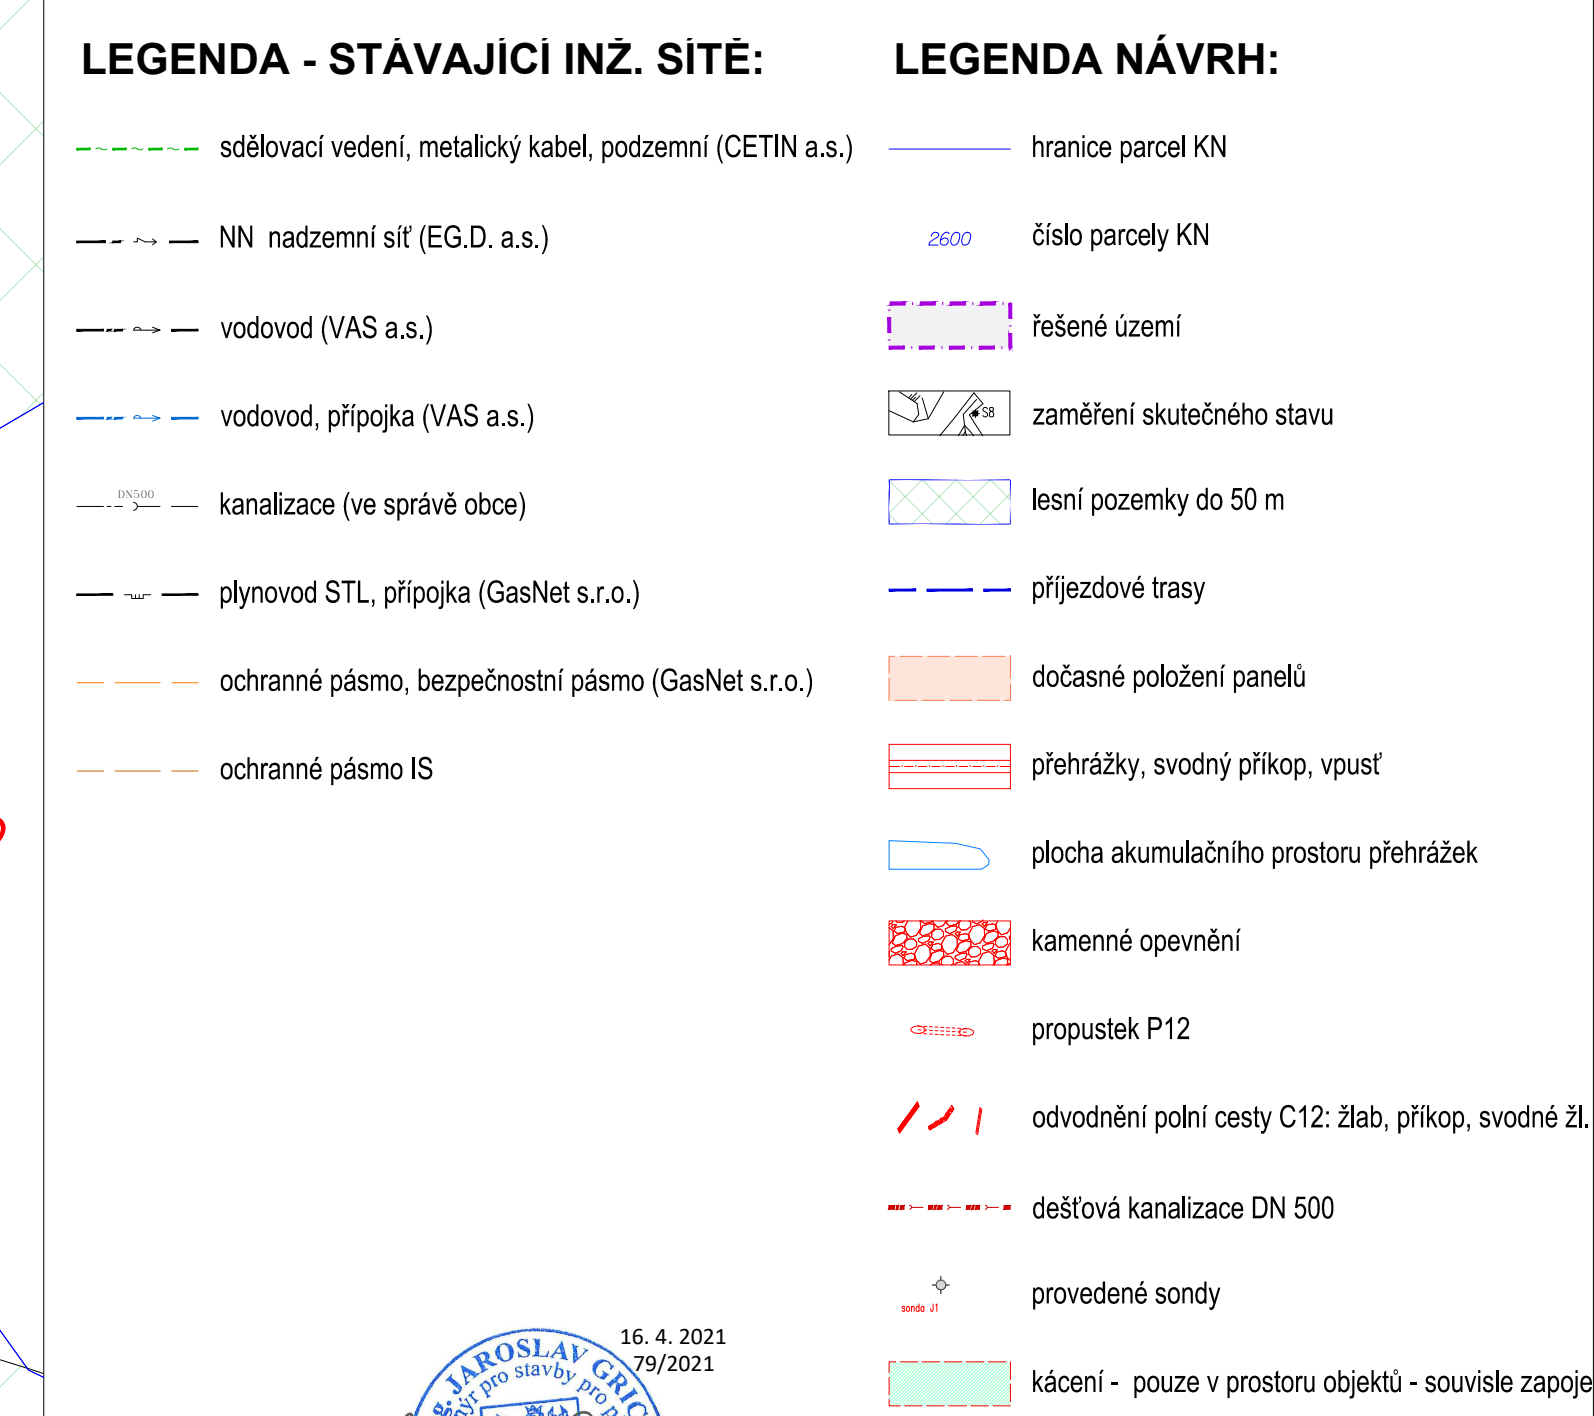 LEGENDA - STÁVAJÍCÍ INŽ. SÍTĚ:
sdělovací vedení, metalický kabel, podzemní (CETIN a.s.)
NN nadzemní síť (EG.D. a.s.)
vodovod (VAS a.s.)
vodovod, přípojka (VAS a.s.)
DN500
kanalizace (ve správě obce)
plynovod STL, přípojka (GasNet s.r.o.)
ochranné pásmo, bezpečnostní pásmo (GasNet s.r.o.)
ochranné pásmo IS
LEGENDA NÁVRH:
hranice parcel KN
2600
číslo parcely KN
řešené území
S8
zaměření skutečného stavu
lesní pozemky do 50 m
příjezdové trasy
dočasné položení panelů
přehrážky, svodný příkop, vpusť
plocha akumulačního prostoru přehrážek
kamenné opevnění
propustek P12
odvodnění polní cesty C12: žlab, příkop, svodné žl.
dešťová kanalizace DN 500
sonda J1
provedené sondy
kácení - pouze v prostoru objektů - souvisle zapoje
16. 4. 2021
79/2021
JAROSLAV
pro stavby pro